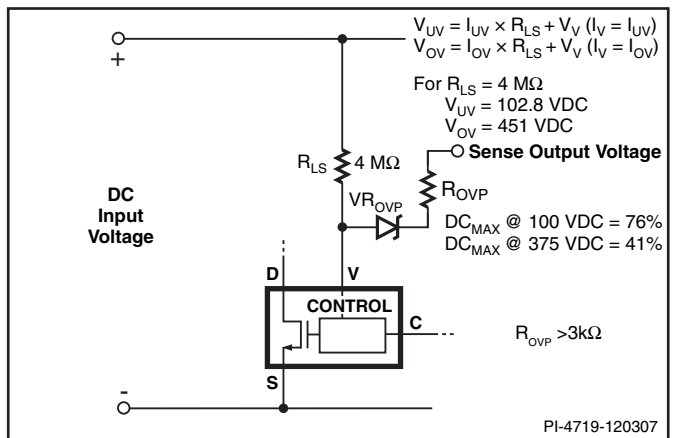 V_UV = I_UV × R_LS + V_V (I_V = I_UV)
V_OV = I_OV × R_LS + V_V (I_V = I_OV)
+
For R_LS = 4 MΩ
V_UV = 102.8 VDC
V_OV = 451 VDC
Sense Output Voltage
R_LS
4 MΩ
R_OVP
VR_OVP
DC
Input
Voltage
DC_MAX @ 100 VDC = 76%
DC_MAX @ 375 VDC = 41%
D
V
CONTROL
C
R_OVP >3kΩ
S
-
PI-4719-120307